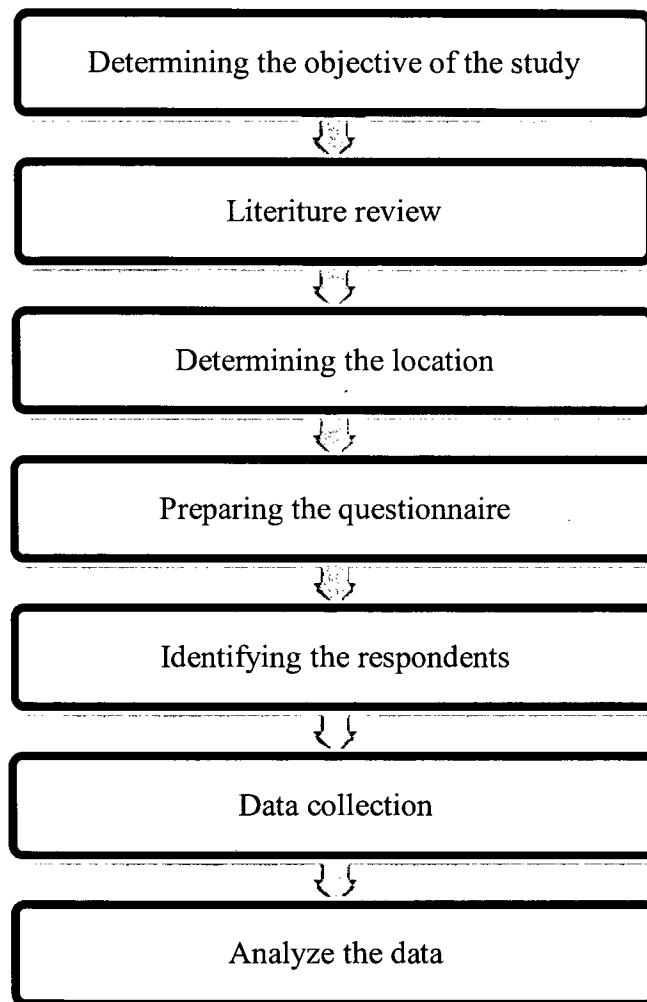 Determining the objective of the study
Literiture review
Determining the location
Preparing the questionnaire
Identifying the respondents
Data collection
Analyze the data